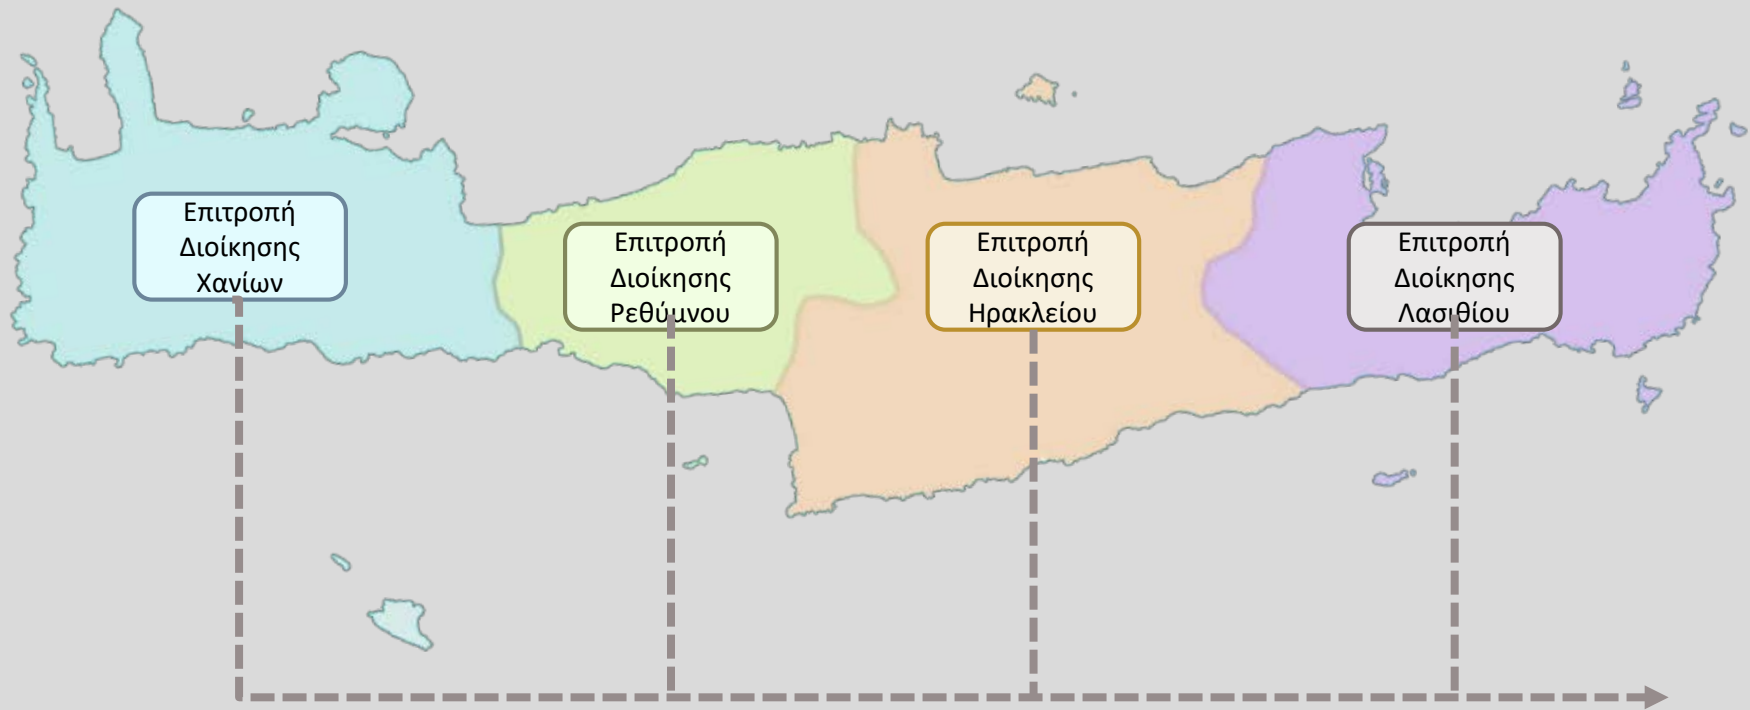 Επιτροπή
Διοίκησης
Χανίων
Επιτροπή
Διοίκησης
Ρεθύμνου
Επιτροπή
Διοίκησης
Ηρακλείου
Επιτροπή
Διοίκησης
Λασιθίου